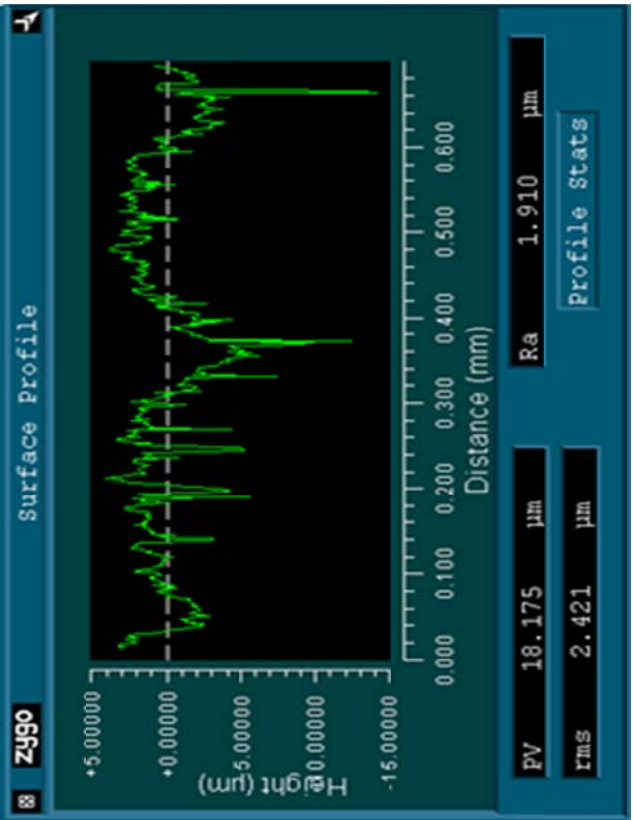 zygo Surface Profile
+5.00000
+0.00000
-5.00000
-10.00000
-15.00000
Height (µm)
0.000 0.100 0.200 0.300 0.400 0.500 0.600
Distance (mm)
PV 18.175 µm Ra 1.910 µm
rms 2.421 µm Profile Stats